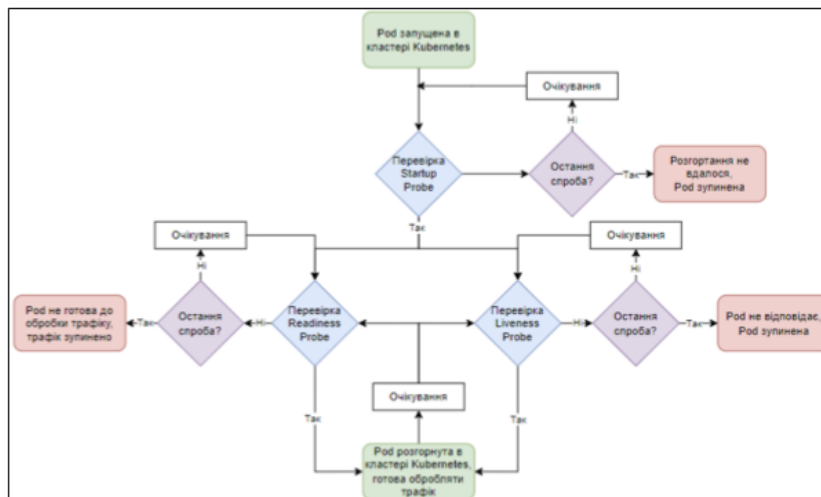 Pod запущена в
кластері Kubernetes
Очікування
Ні
Перевірка
Startup
Probe
Остання
спроба?
Так
Розгортання не
вдалося,
Pod зупинена
Так
Очікування
Очікування
Ні
Ні
Pod не готова до
обробки трафіку,
трафік зупинено
Так
Остання
спроба?
Ні
Перевірка
Readiness
Probe
Перевірка
Liveness
Probe
Ні
Остання
спроба?
Так
Pod не відповідає,
Pod зупинена
Очікування
Так
Так
Pod розгорнута в
кластері Kubernetes,
готова обробляти
трафік